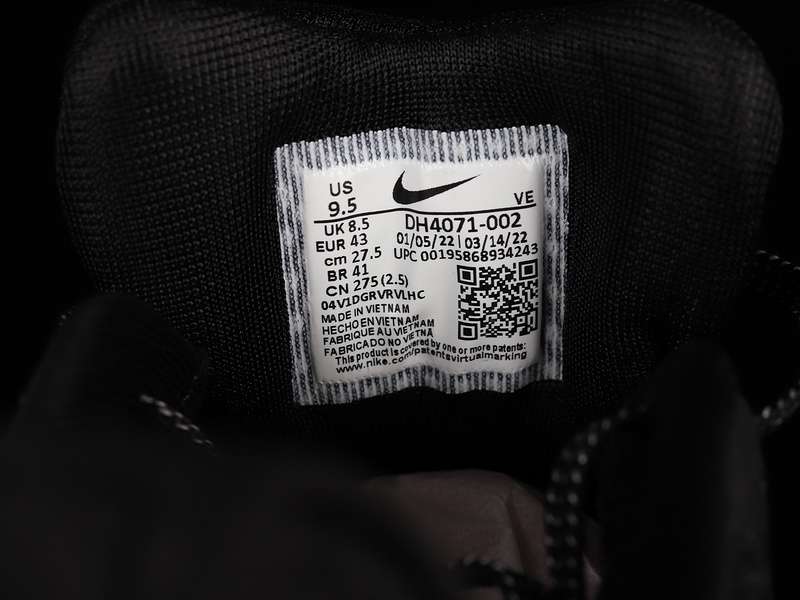 US
9.5
VE
UK 8.5
DH4071-002
EUR 43
01/05/22 | 03/14/22
cm 27.5
UPC 00195868934243
BR 41
CN 275 (2.5)
04V1DGRVRVLHC
MADE IN VIETNAM
HECHO EN VIETNAM
FABRIQUE AU VIETNAM
FABRICADO NO VIETNA
This product is covered by one or more patents:
www.nike.com/patentsvirtualmarking